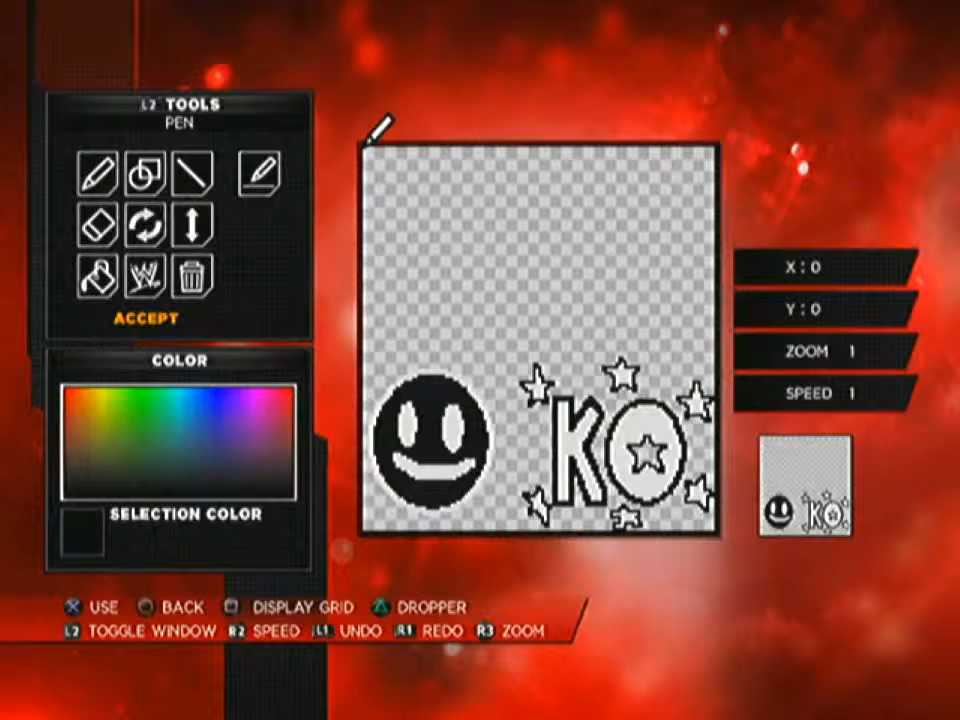 L2 TOOLS
PEN
ACCEPT
COLOR
SELECTION COLOR
KO
X : 0
Y : 0
ZOOM 1
SPEED 1
KO
USE BACK DISPLAY GRID DROPPER
L2 TOGGLE WINDOW R2 SPEED L1 UNDO R1 REDO R3 ZOOM